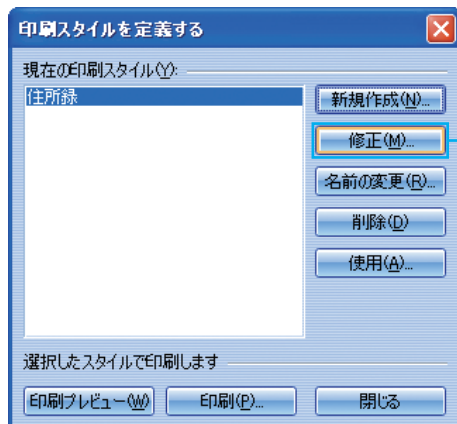 印刷スタイルを定義する
現在の印刷スタイル(Y):
住所録
新規作成(N)...
修正(M)...
名前の変更(R)...
削除(D)
使用(A)...
選択したスタイルで印刷します
印刷プレビュー(W)
印刷(P)...
閉じる